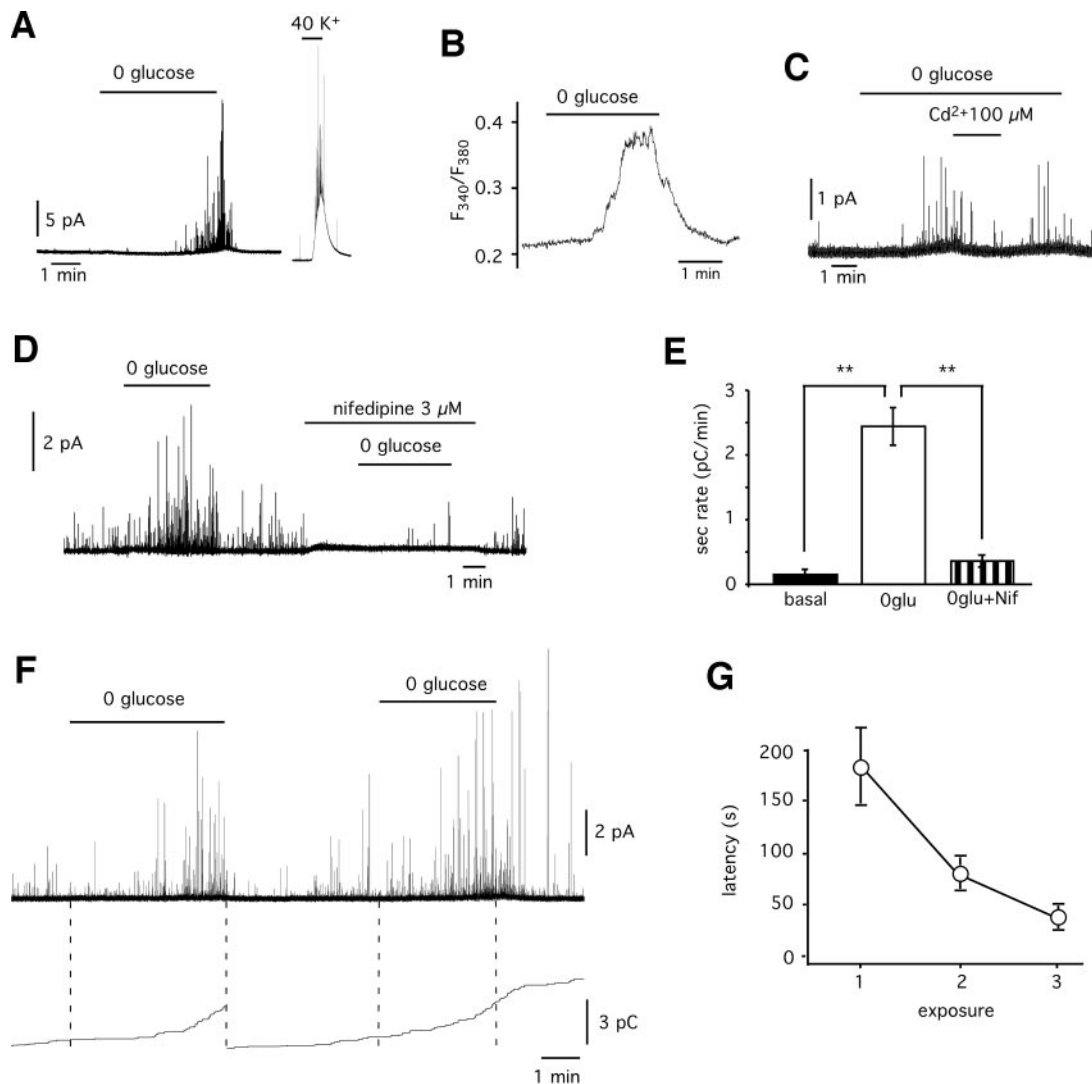 A
0 glucose
5 pA
1 min
40 K⁺
B
0 glucose
F₃₄₀/F₃₈₀
0.4
0.3
0.2
1 min
C
0 glucose
Cd²⁺100 µM
1 pA
1 min
D
0 glucose
2 pA
nifedipine 3 µM
0 glucose
1 min
E
** **
sec rate (pC/min)
3
2
1
0
basal 0glu 0glu+Nif
F
0 glucose 0 glucose
2 pA
3 pC
1 min
G
latency (s)
200
150
100
50
0
1 2 3
exposure